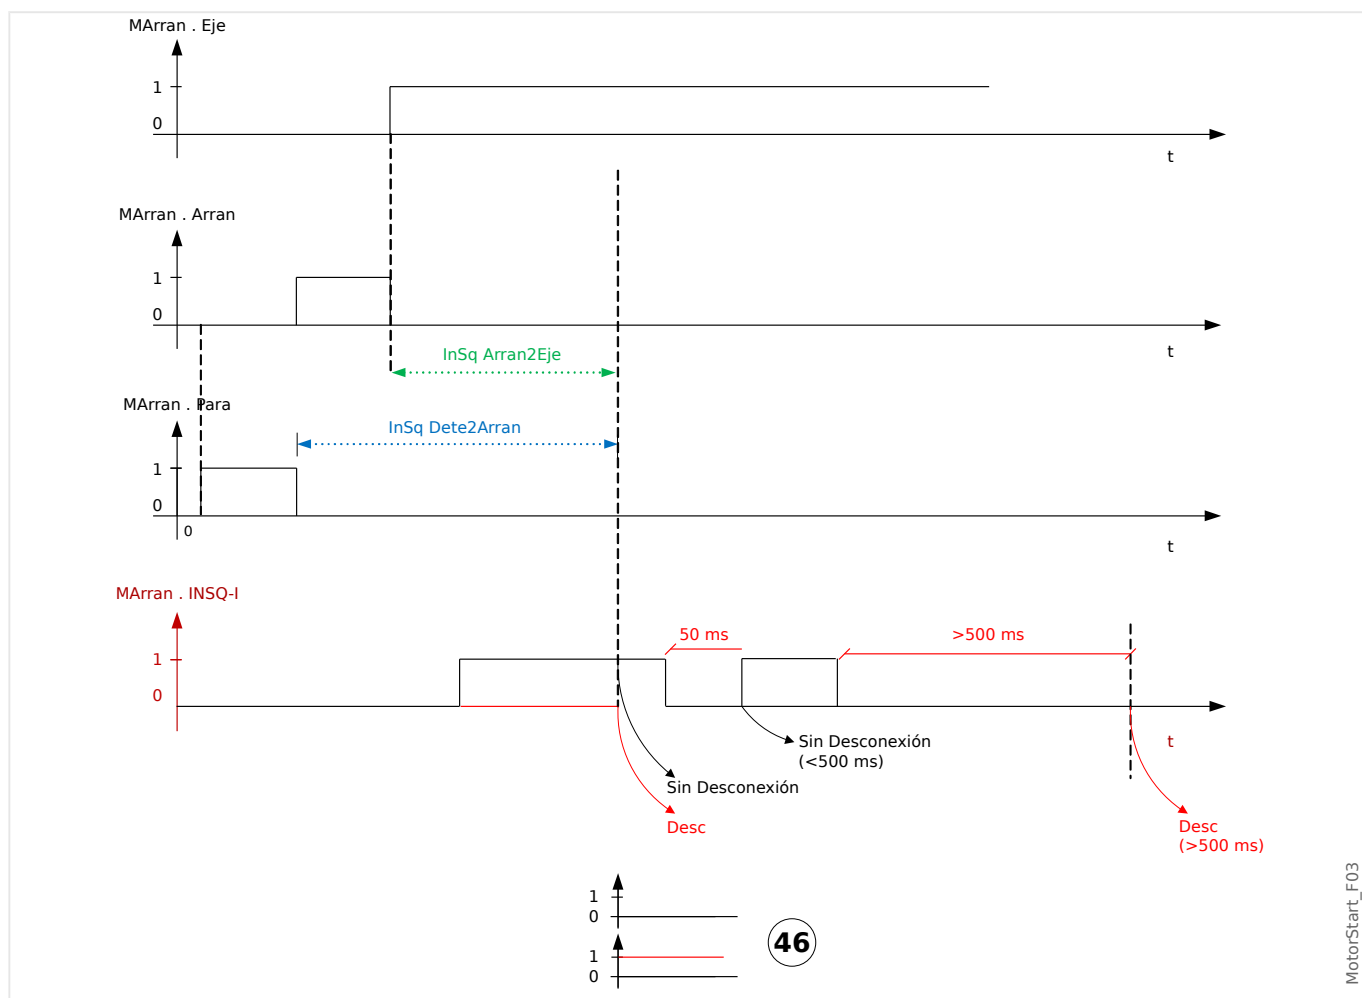 MArran . Eje
1
0
t
MArran . Arran
1
0
t
InSq Arran2Eje
MArran . Para
InSq Dete2Arran
1
0
0
t
MArran . INSQ-I
50 ms
>500 ms
1
0
t
Sin Desconexión
(<500 ms)
Sin Desconexión
Desc
Desc
(>500 ms)
1
0
46
1
0
MotorStart_F03